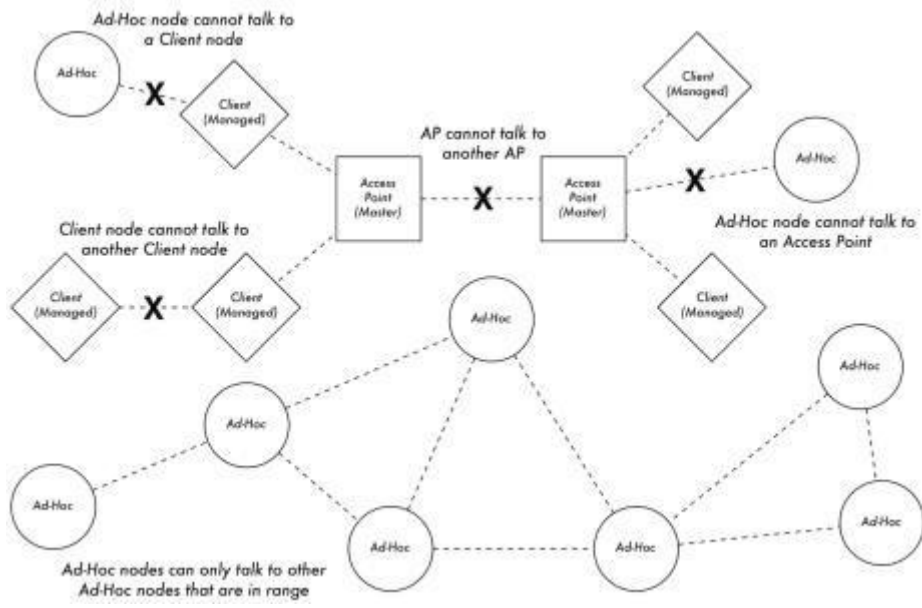 Ad-Hoc node cannot talk to
a Client node
Ad-Hoc
Client
(Managed)
Client
(Managed)
AP cannot talk to
another AP
Ad-Hoc
Access
Point
(Master)
Access
Point
(Master)
Ad-Hoc node cannot talk to
an Access Point
Client node cannot talk to
another Client node
Client
(Managed)
Client
(Managed)
Client
(Managed)
Ad-Hoc
Ad-Hoc
Ad-Hoc
Ad-Hoc
Ad-Hoc
Ad-Hoc
Ad-Hoc
Ad-Hoc nodes can only talk to other
Ad-Hoc nodes that are in range